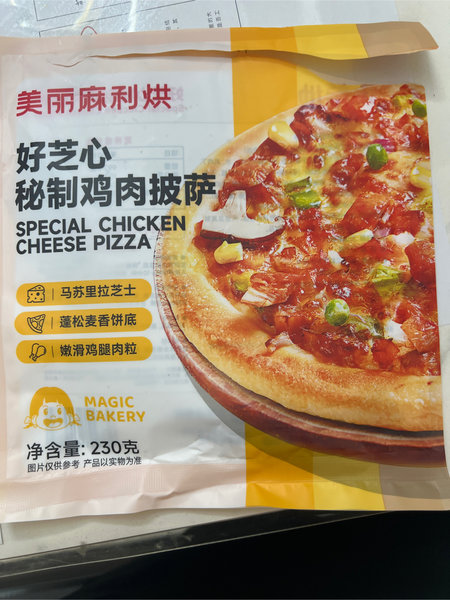 美丽麻利烘
好芝心
秘制鸡肉披萨
SPECIAL CHICKEN
CHEESE PIZZA
马苏里拉芝士
蓬松麦香饼底
嫩滑鸡腿肉粒
MAGIC
BAKERY
净含量: 230克
图片仅供参考 产品以实物为准